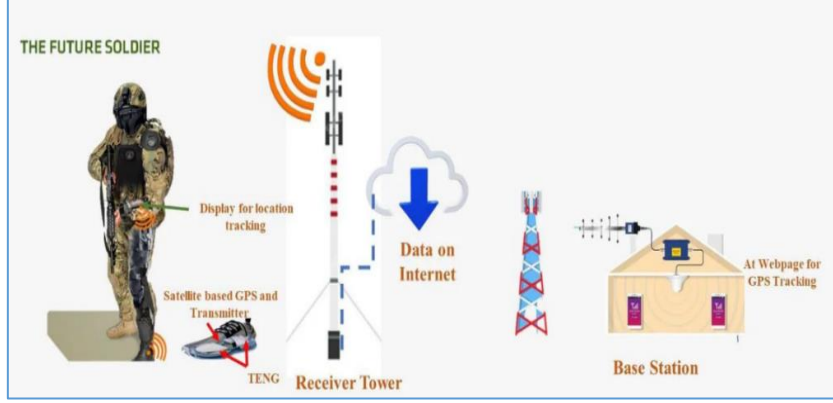 THE FUTURE SOLDIER
Display for location
tracking
Satellite based GPS and
Transmitter
TENG
Receiver Tower
Data on
Internet
At Webpage for
GPS Tracking
Base Station